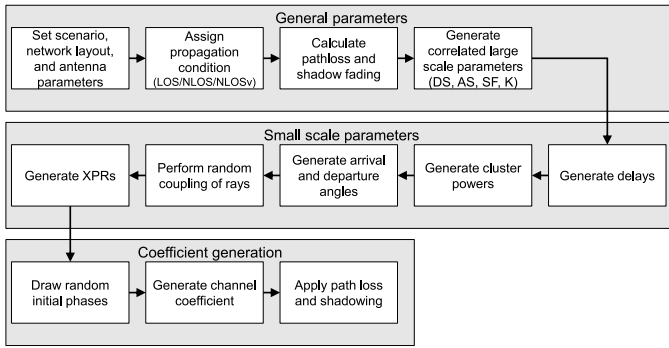 General parameters
Set scenario,
network layout,
and antenna
parameters
Assign
propagation
condition
(LOS/NLOS/NLOSv)
Calculate
pathloss and
shadow fading
Generate
correlated large
scale parameters
(DS, AS, SF, K)
Small scale parameters
Generate XPRs
Perform random
coupling of rays
Generate arrival
and departure
angles
Generate cluster
powers
Generate delays
Coefficient generation
Draw random
initial phases
Generate channel
coefficient
Apply path loss
and shadowing